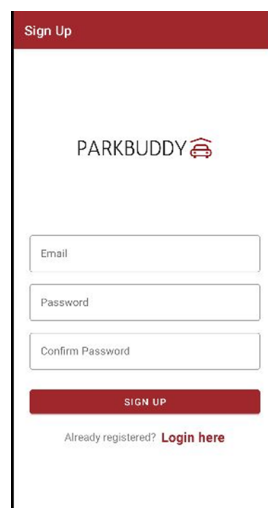 Sign Up
PARKBUDDY
Email
Password
Confirm Password
SIGN UP
Already registered? Login here